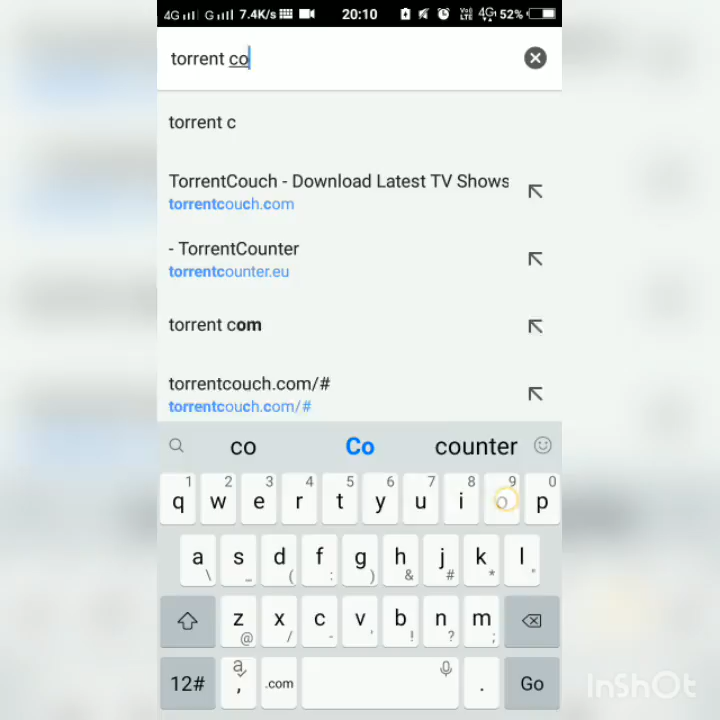 4G G 7.4K/s 20:10 VoLTE 4G 52%
torrent co
torrent c
TorrentCouch - Download Latest TV Shows
torrentcouch.com
- TorrentCounter
torrentcounter.eu
torrent com
torrentcouch.com/#
torrentcouch.com/#
co Co counter
1 2 3 4 5 6 7 8 9 0
q w e r t y u i o p
a s d f g h j k l
\ _ ( : ) & # * "
z x c v b n m
@ / - ' ! ? ;
12# a , .com . Go
InShOt